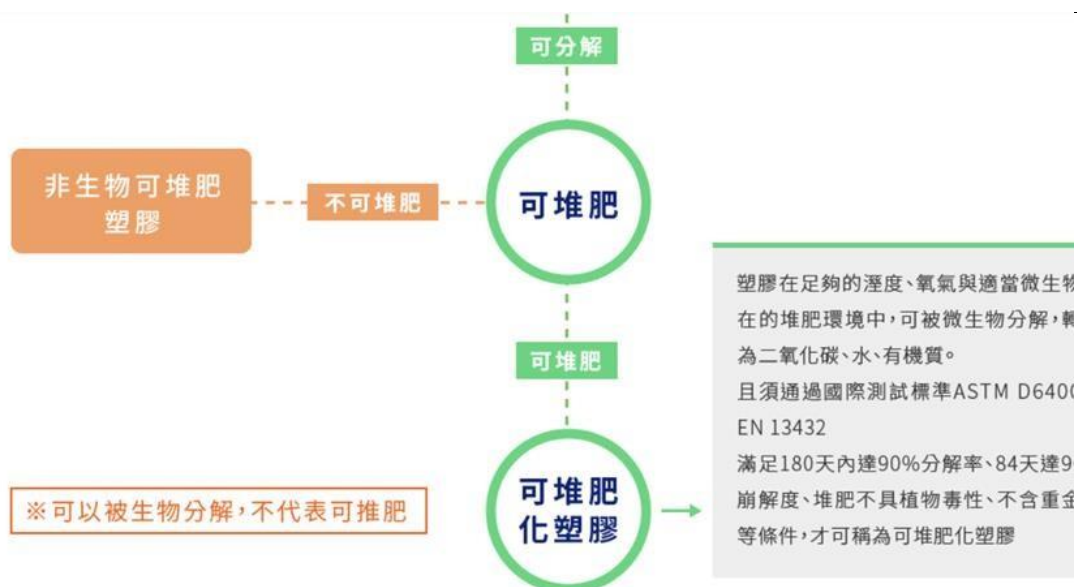 可分解
非生物可堆肥
塑膠
不可堆肥
可堆肥
可堆肥
塑膠在足夠的溼度、氧氣與適當微生物
在的堆肥環境中,可被微生物分解,轉
為二氧化碳、水、有機質。
且須通過國際測試標準ASTM D6400
EN 13432
滿足180天內達90%分解率、84天達9
崩解度、堆肥不具植物毒性、不含重金
等條件,才可稱為可堆肥化塑膠
可堆肥
化塑膠
※可以被生物分解,不代表可推肥